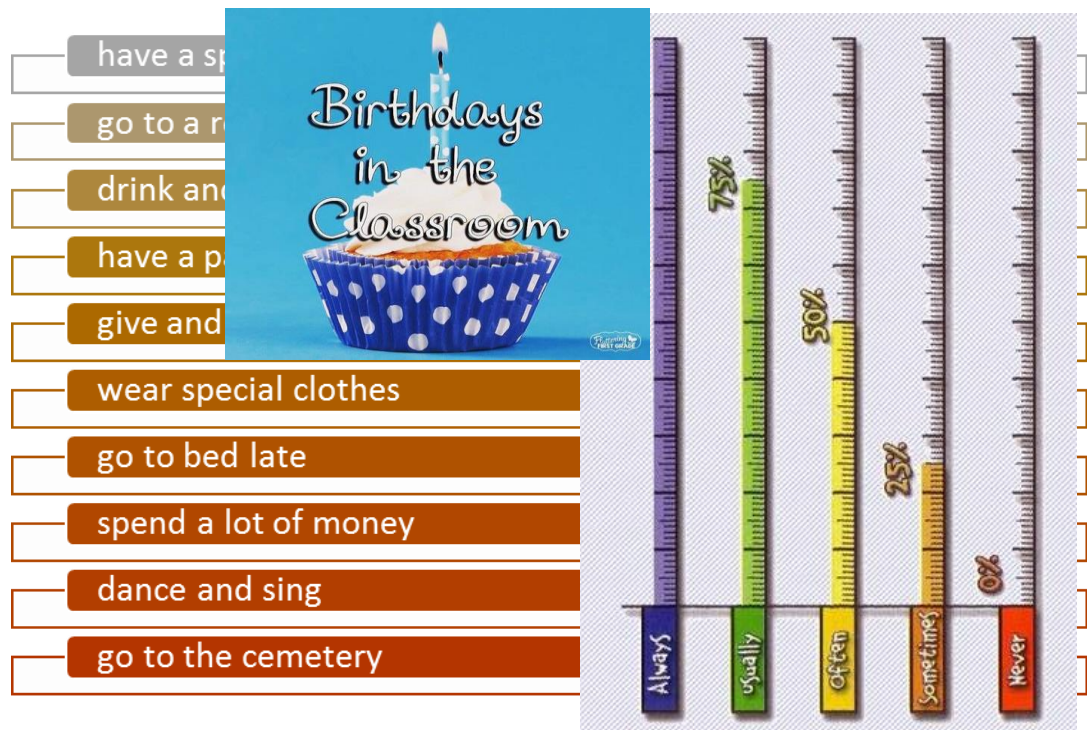 have a sp
go to a r
drink and
have a pa
give and
wear special clothes
go to bed late
spend a lot of money
dance and sing
go to the cemetery
Birthdays
in the
Classroom
FIRST GRADE
75%
50%
25%
0%
Always
usually
Often
Sometimes
Never